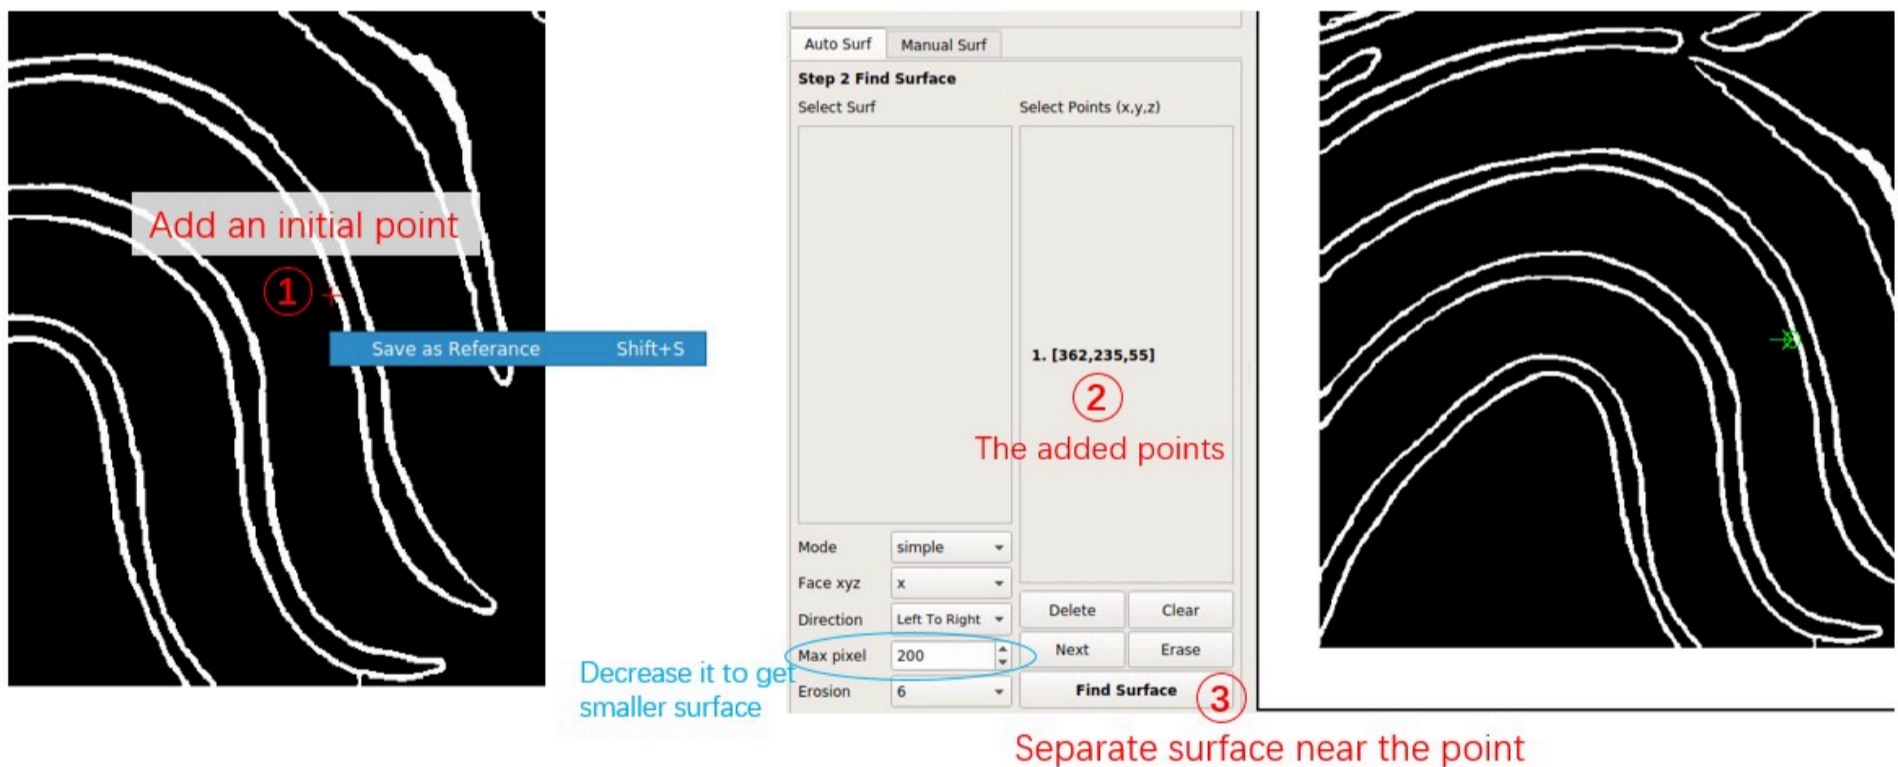 Add an initial point
1
Save as Referance Shift+S
Auto Surf Manual Surf
Step 2 Find Surface
Select Surf Select Points (x,y,z)
1. [362,235,55]
2
The added points
Mode simple
Face xyz x
Direction Left To Right
Max pixel 200
Erosion 6
Delete Clear
Next Erase
Find Surface
3
Decrease it to get
smaller surface
Separate surface near the point